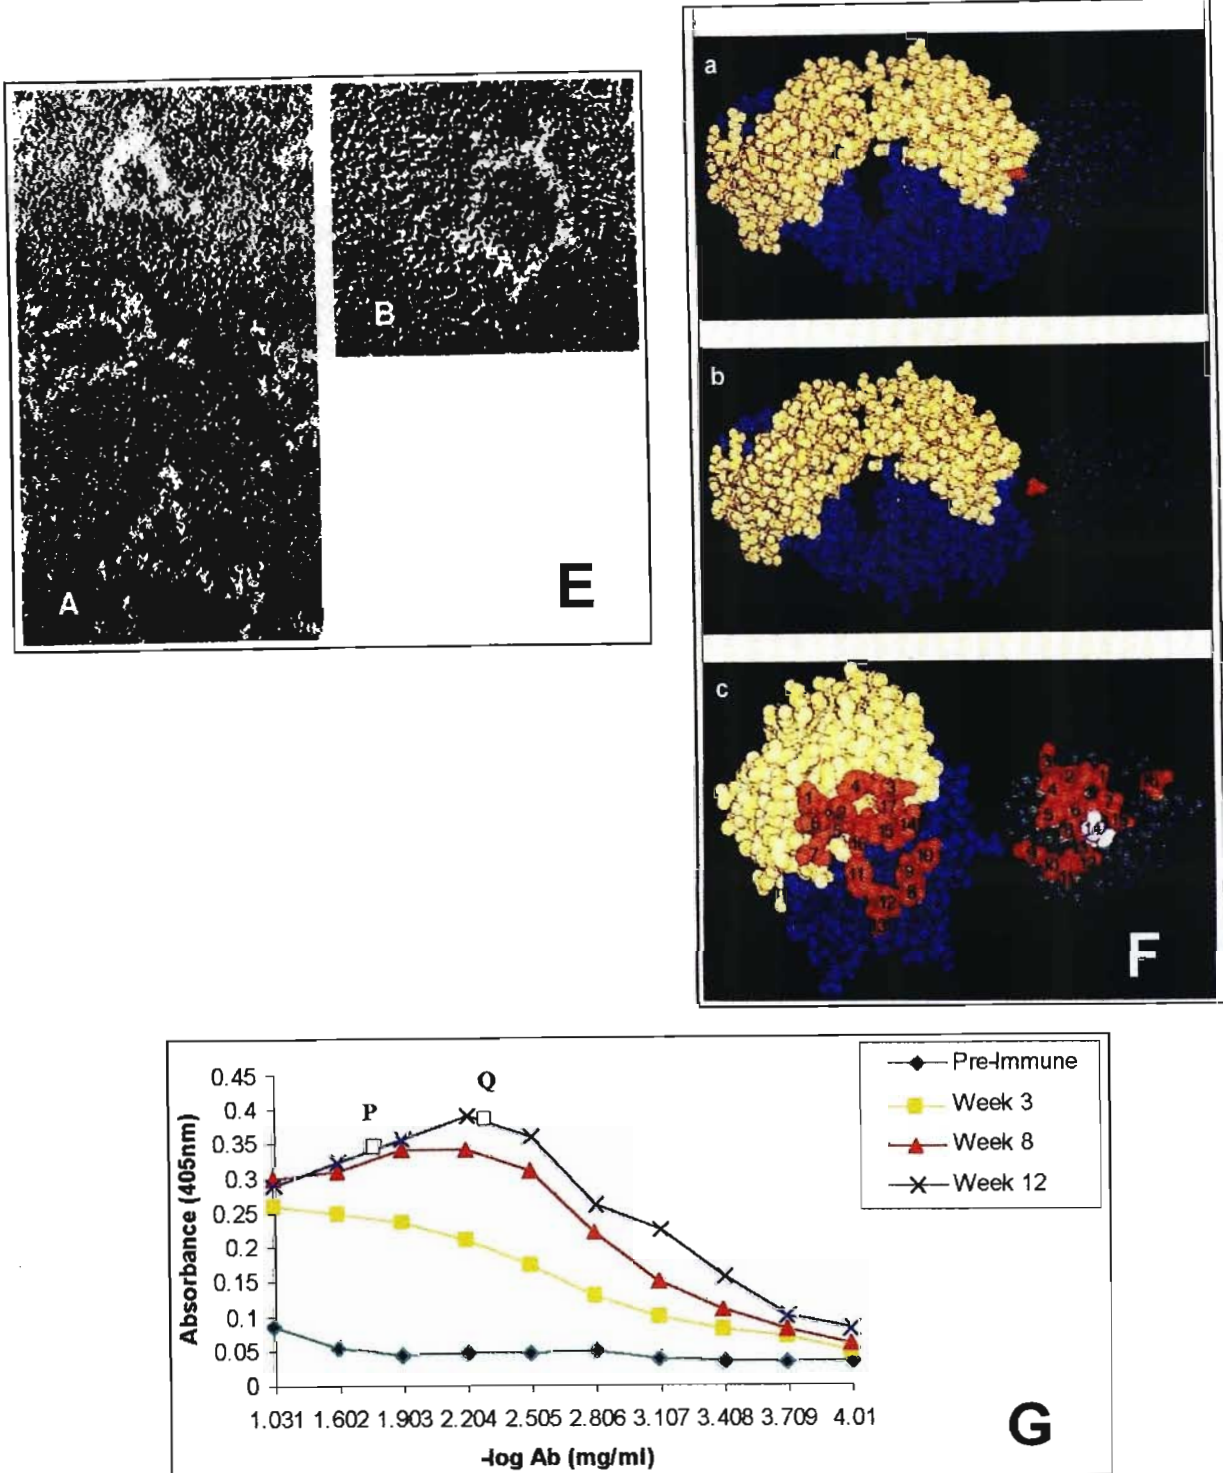 A
B
E
a
b
c
F
P
Q
0.45
0.4
0.35
0.3
0.25
0.2
0.15
0.1
0.05
0
Absorbance (405nm)
1.031 1.602 1.903 2.204 2.505 2.806 3.107 3.408 3.709 4.01
-log Ab (mg/ml)
Pre-Immune
Week 3
Week 8
Week 12
G